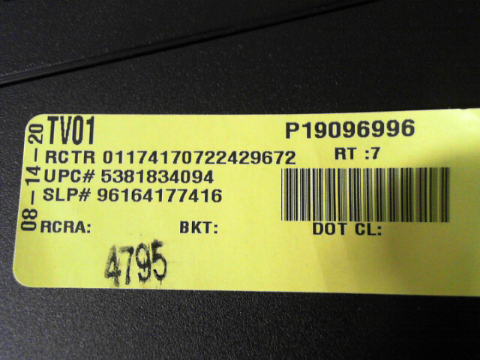 08-14-20
TV01
P19096996
RCTR 01174170722429672
RT :7
UPC# 5381834094
SLP# 96164177416
RCRA:
BKT:
DOT CL:
4795